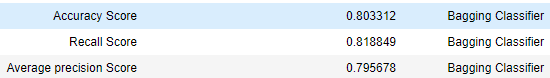 Accuracy Score 0.803312 Bagging Classifier
Recall Score 0.818849 Bagging Classifier
Average precision Score 0.795678 Bagging Classifier